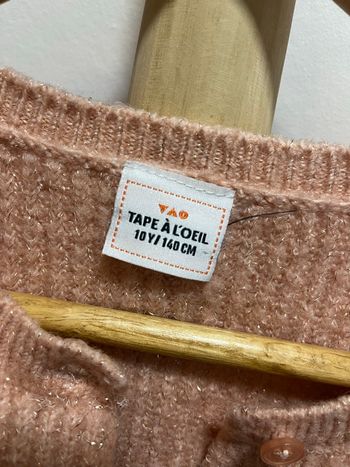 TAO
TAPE À L'OEIL
10 Y / 140 CM